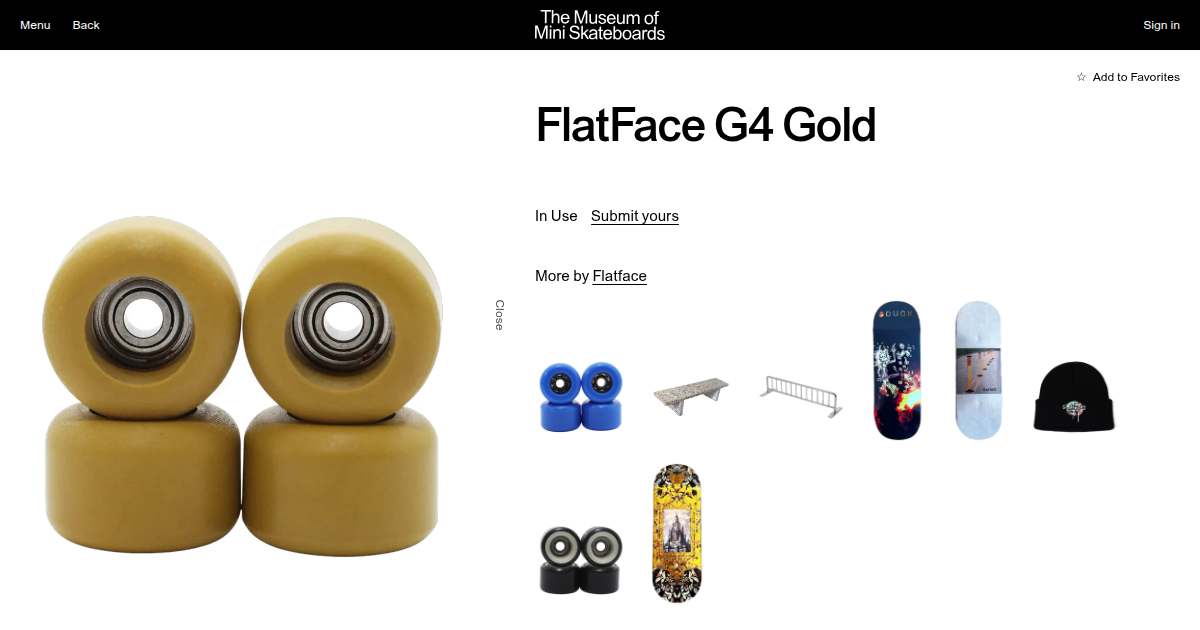 Menu
Back
The Museum of
Mini Skateboards
Sign in
☆ Add to Favorites
FlatFace G4 Gold
In Use Submit yours
More by Flatface
Close